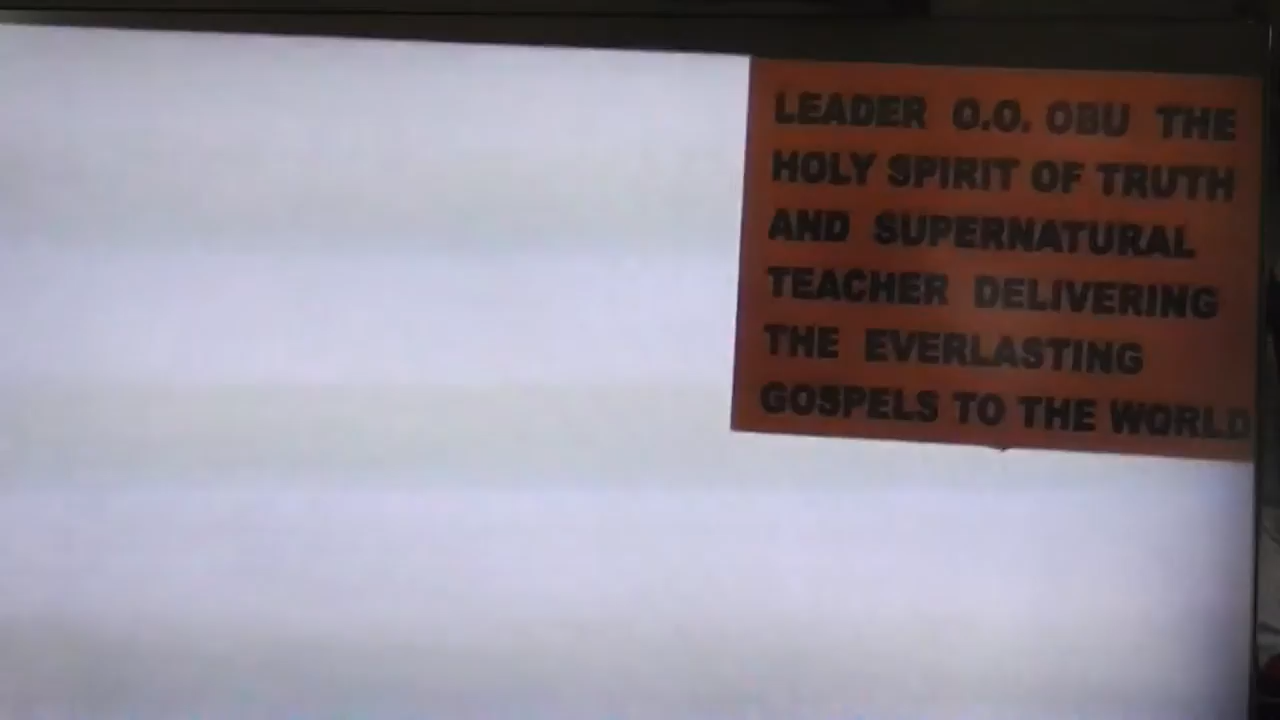 LEADER O.O. OBU THE
HOLY SPIRIT OF TRUTH
AND SUPERNATURAL
TEACHER DELIVERING
THE EVERLASTING
GOSPELS TO THE WORLD